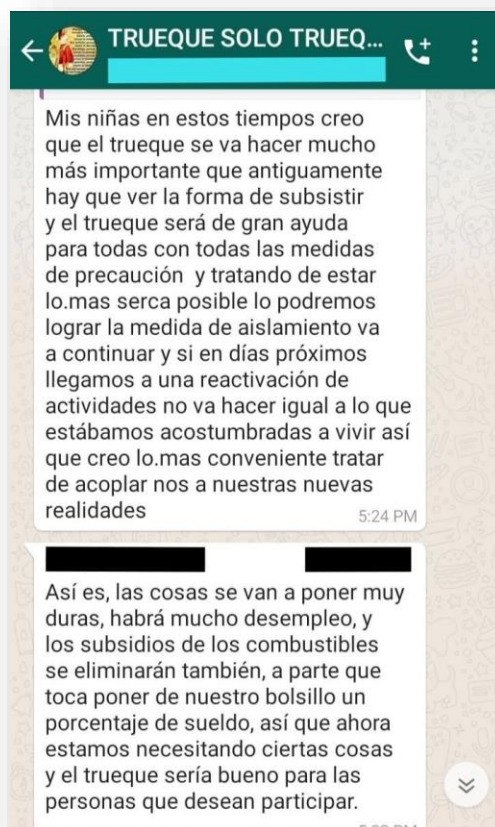 TRUEQUE SOLO TRUEQ...
Mis niñas en estos tiempos creo
que el trueque se va hacer mucho
más importante que antiguamente
hay que ver la forma de subsistir
y el trueque será de gran ayuda
para todas con todas las medidas
de precaución y tratando de estar
lo.mas serca posible lo podremos
lograr la medida de aislamiento va
a continuar y si en días próximos
llegamos a una reactivación de
actividades no va hacer igual a lo que
estábamos acostumbradas a vivir así
que creo lo.mas conveniente tratar
de acoplar nos a nuestras nuevas
realidades
5:24 PM
Así es, las cosas se van a poner muy
duras, habrá mucho desempleo, y
los subsidios de los combustibles
se eliminarán también, a parte que
toca poner de nuestro bolsillo un
porcentaje de sueldo, así que ahora
estamos necesitando ciertas cosas
y el trueque sería bueno para las
personas que desean participar.